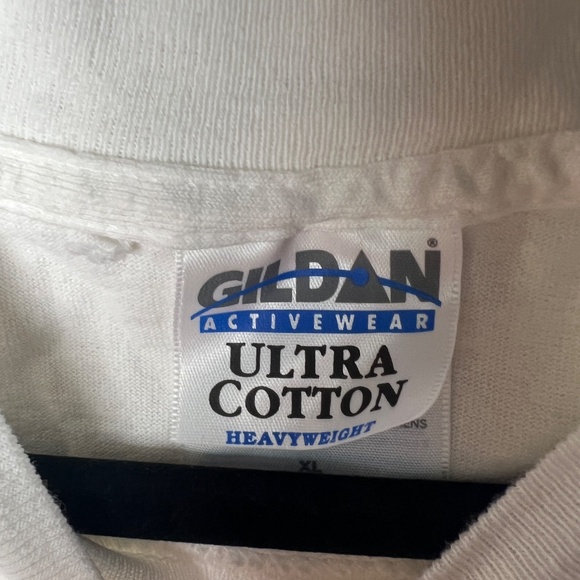 GILDAN®
ACTIVEWEAR
ULTRA
COTTON
HEAVYWEIGHT
XL